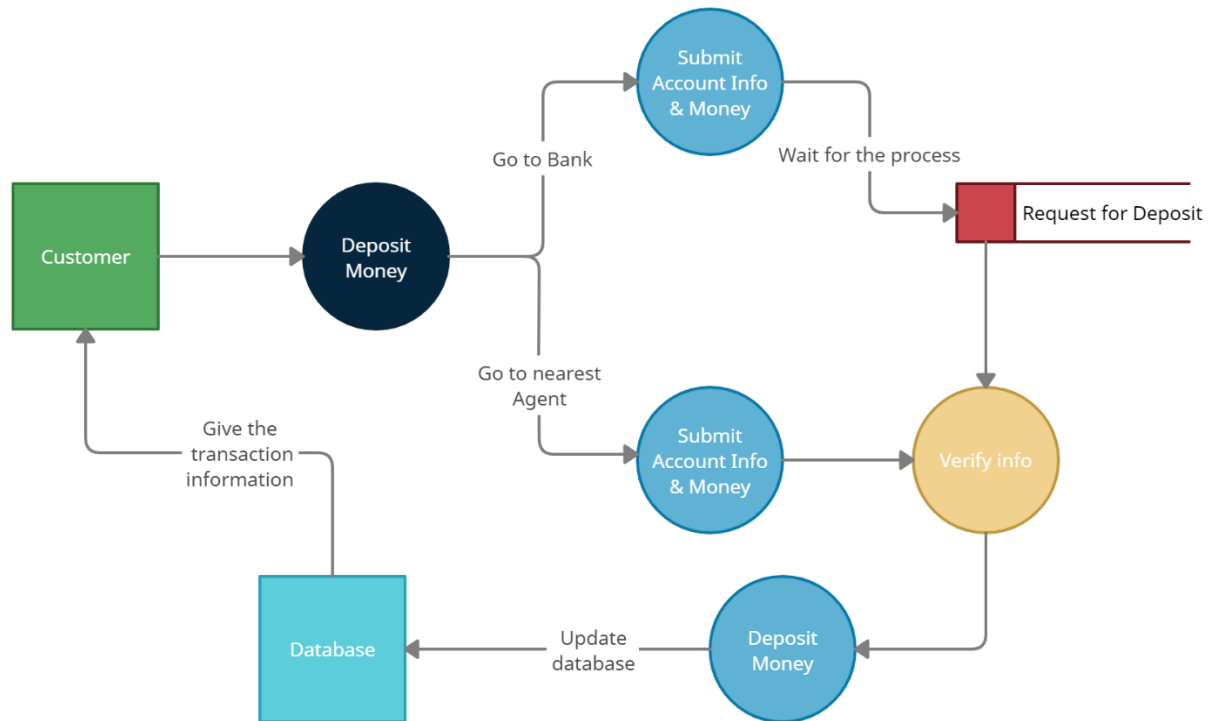 Submit
Account Info
& Money
Go to Bank
Wait for the process
Request for Deposit
Customer
Deposit
Money
Go to nearest
Agent
Submit
Account Info
& Money
Verify info
Give the
transaction
information
Database
Update
database
Deposit
Money